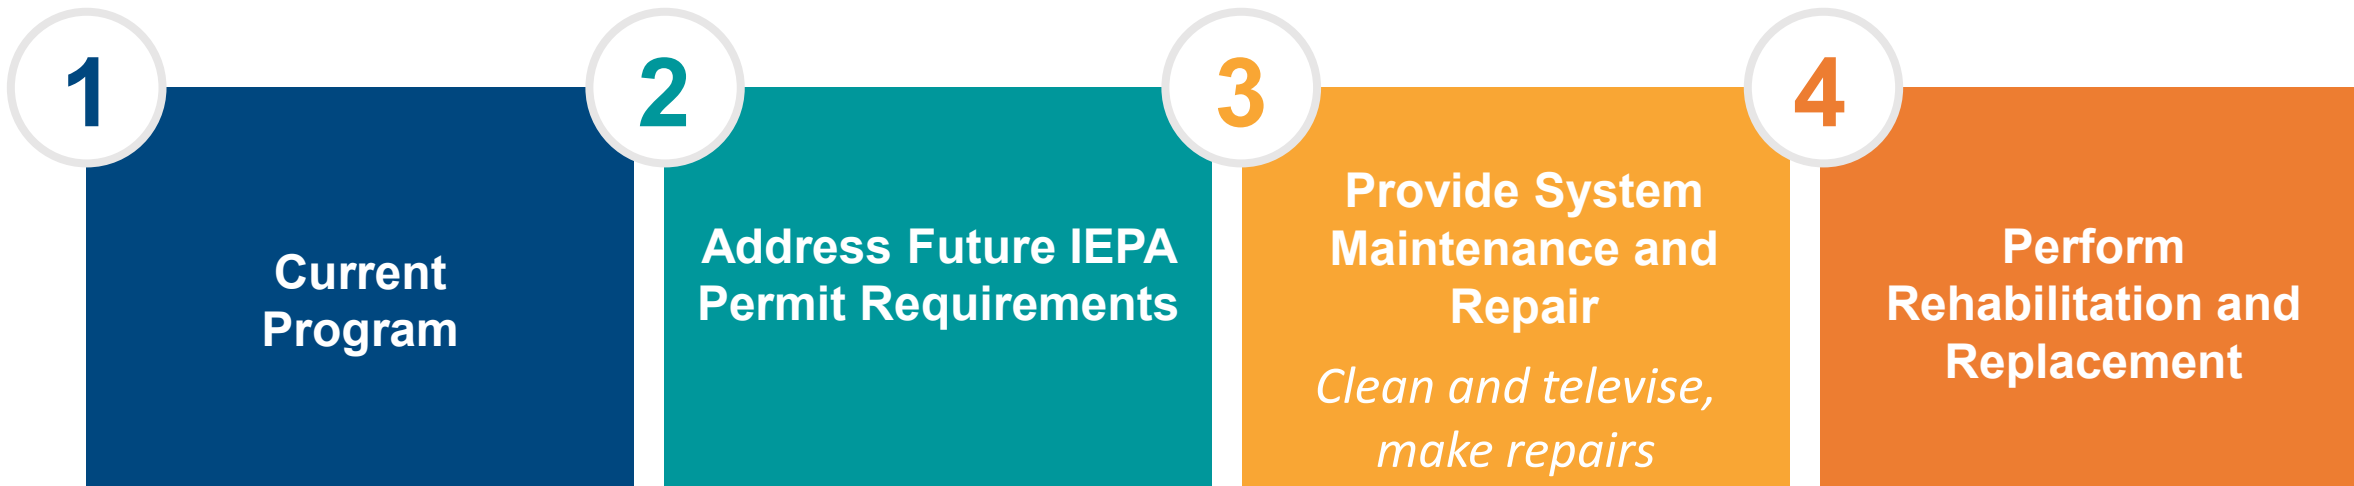 1
Current
Program
2
Address Future IEPA
Permit Requirements
3
Provide System
Maintenance and
Repair
Clean and televise,
make repairs
4
Perform
Rehabilitation and
Replacement